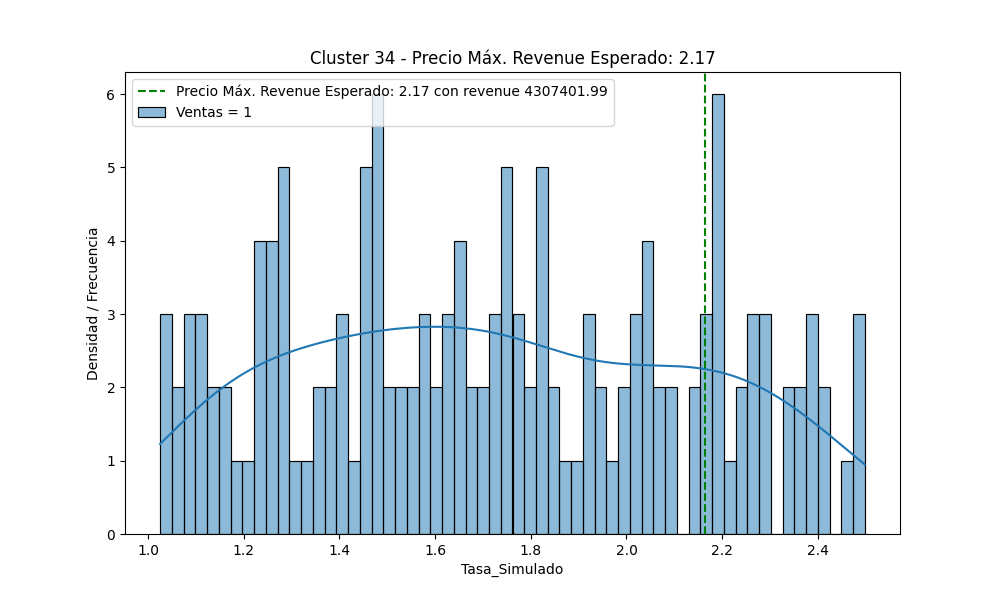 Cluster 34 - Precio Máx. Revenue Esperado: 2.17
Precio Máx. Revenue Esperado: 2.17 con revenue 4307401.99
Ventas = 1
Densidad / Frecuencia
6
5
4
3
2
1
0
1.0 1.2 1.4 1.6 1.8 2.0 2.2 2.4
Tasa_Simulado